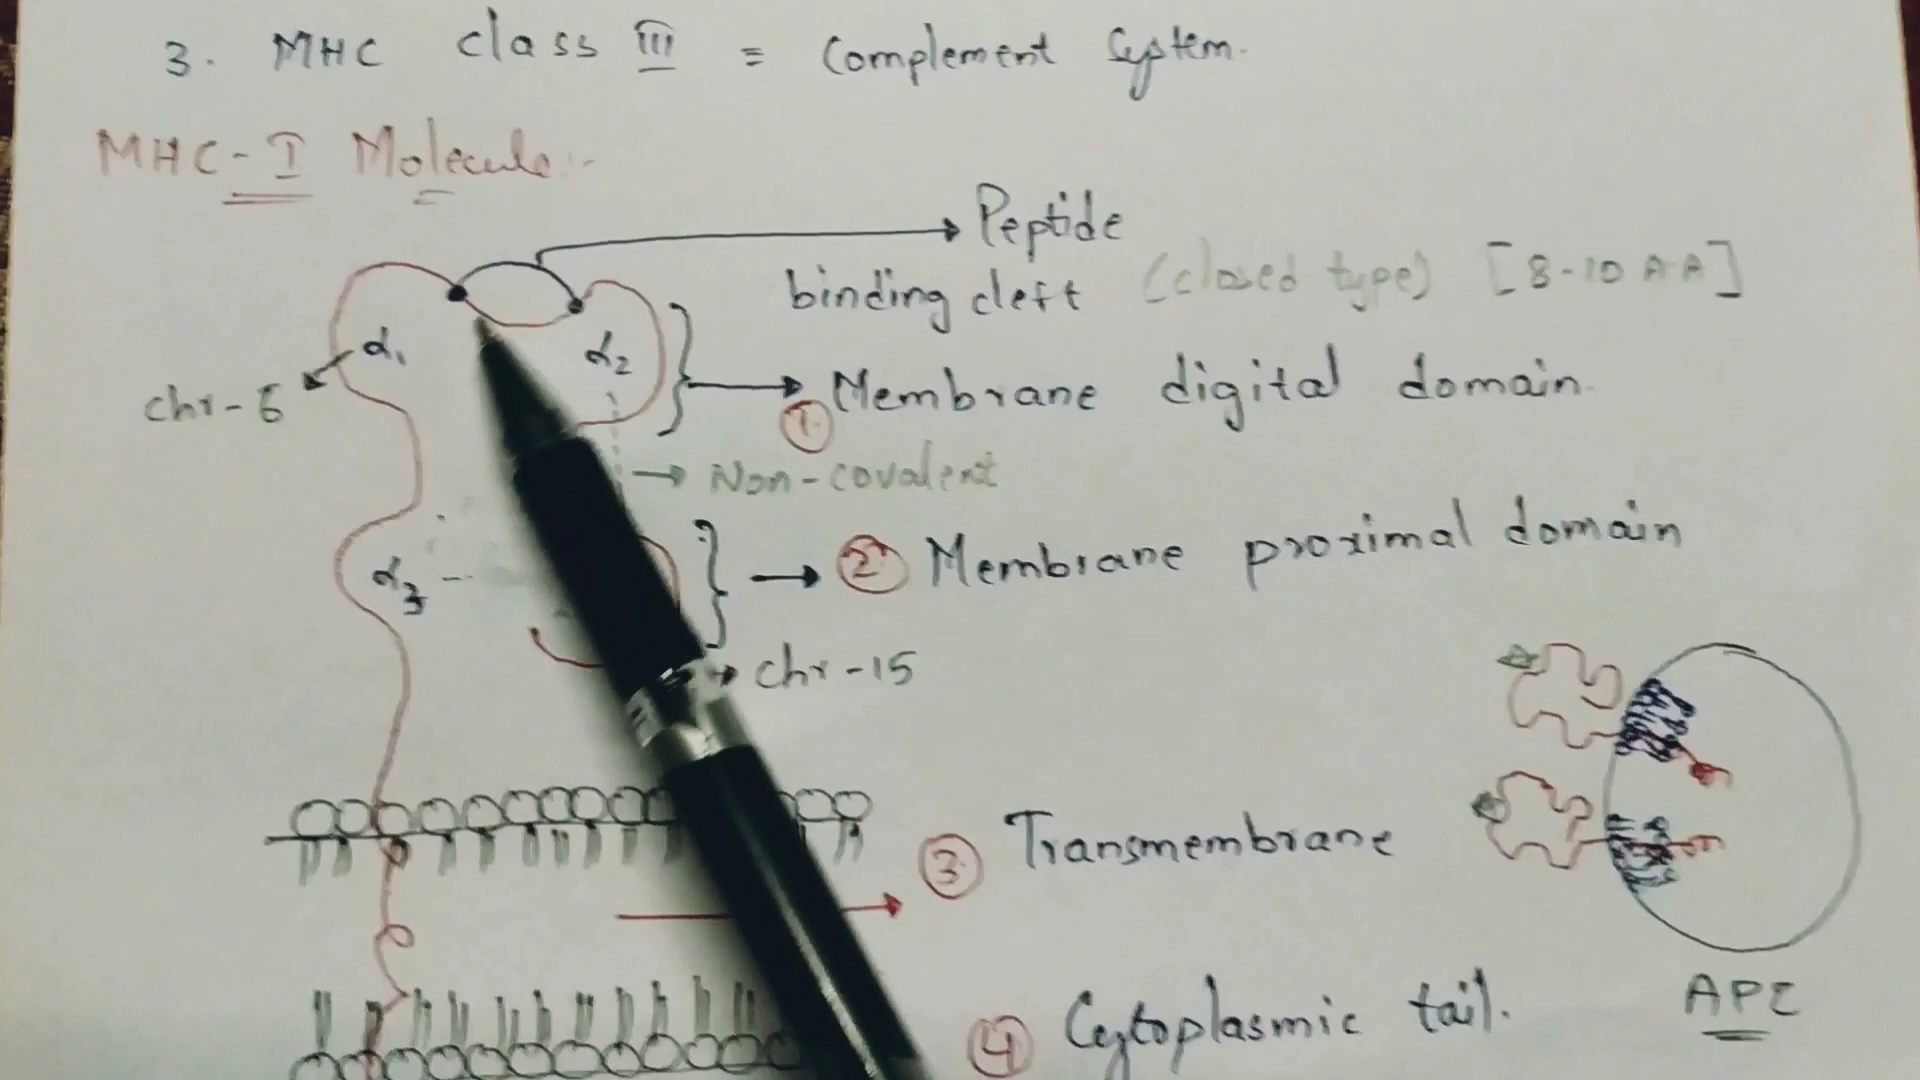 3. MHC class III = Complement System.
MHC-I Molecule:-
Peptide
binding cleft (closed type) [8-10 AA]
α1
α2
chr-6
1. Membrane digital domain.
→ Non-covalent
α3
→ 2. Membrane proximal domain
→ chr-15
3. Transmembrane
4. Cytoplasmic tail.
APC